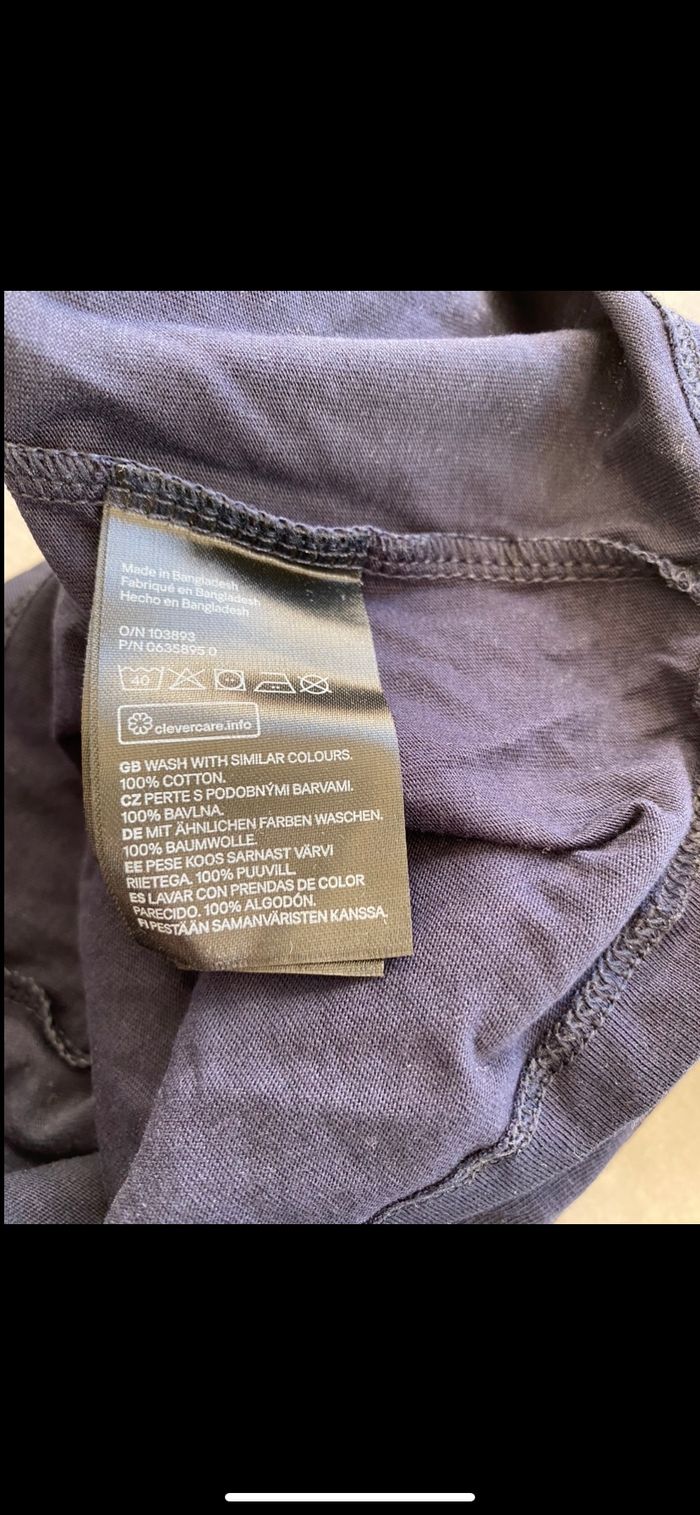 Made in Bangladesh
Fabriqué en Bangladesh
Hecho en Bangladesh
O/N 103893
P/N 0635895 0
40
clevercare.info
GB WASH WITH SIMILAR COLOURS.
100% COTTON.
CZ PERTE S PODOBNÝMI BARVAMI.
100% BAVLNA.
DE MIT ÄHNLICHEN FARBEN WASCHEN.
100% BAUMWOLLE.
EE PESE KOOS SARNAST VÄRVI
RIIETEGA. 100% PUUVILL.
ES LAVAR CON PRENDAS DE COLOR
PARECIDO. 100% ALGODÓN.
FI PESTÄÄN SAMANVÄRISTEN KANSSA.